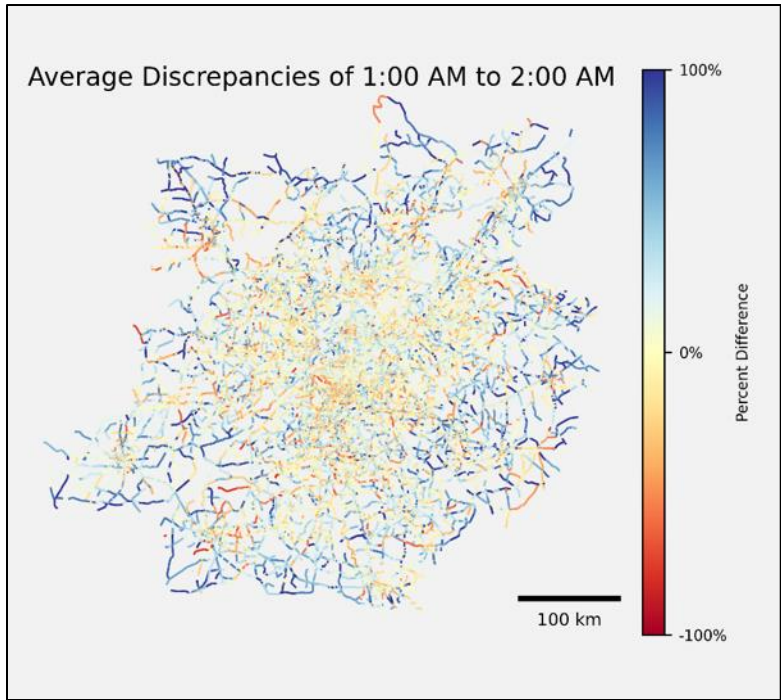 Average Discrepancies of 1:00 AM to 2:00 AM
100%
0%
-100%
Percent Difference
100 km